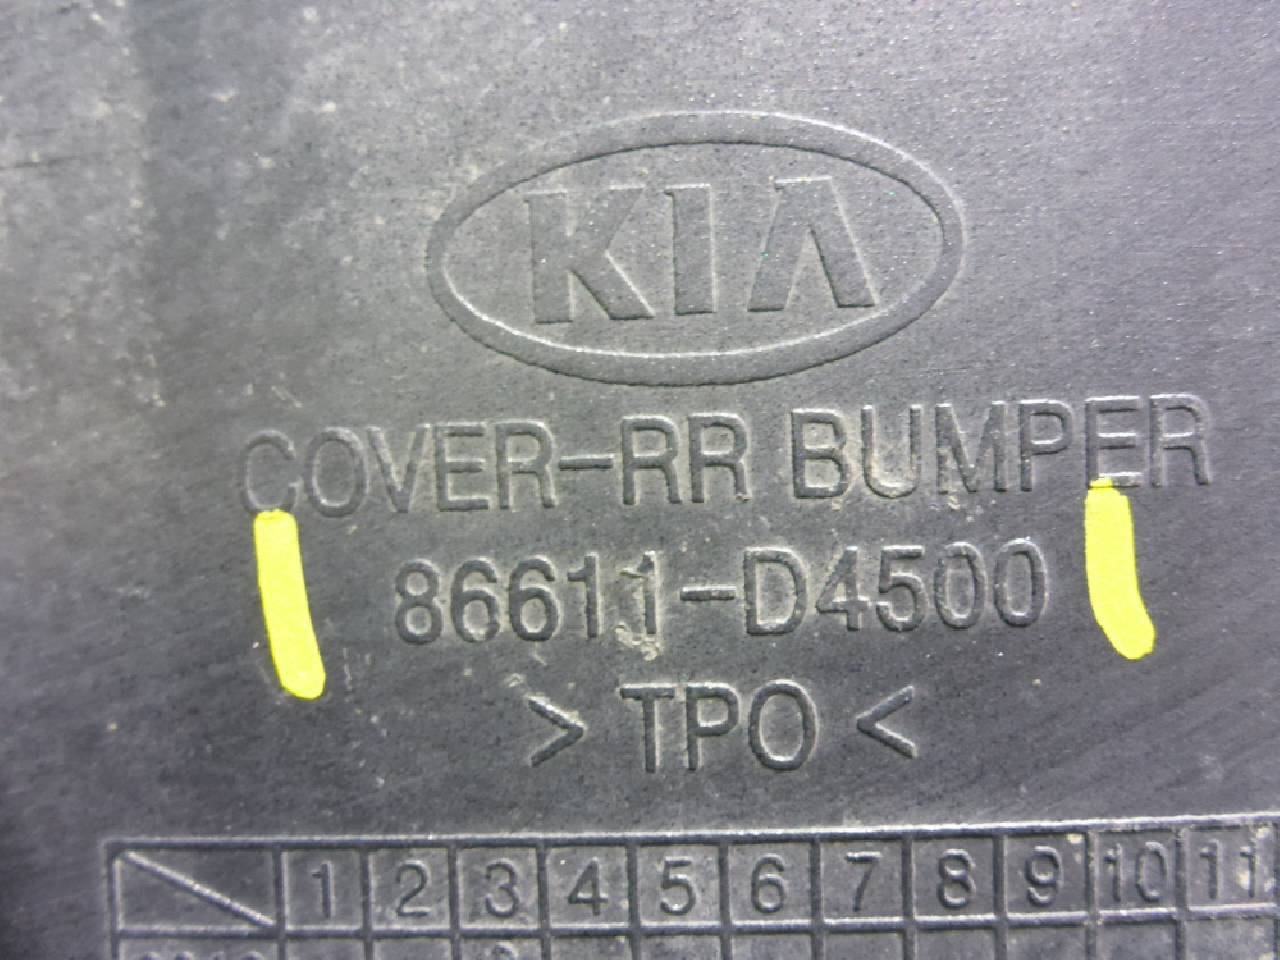 KIA
COVER-RR BUMPER
86611-D4500
>TPO<
1 2 3 4 5 6 7 8 9 10 11